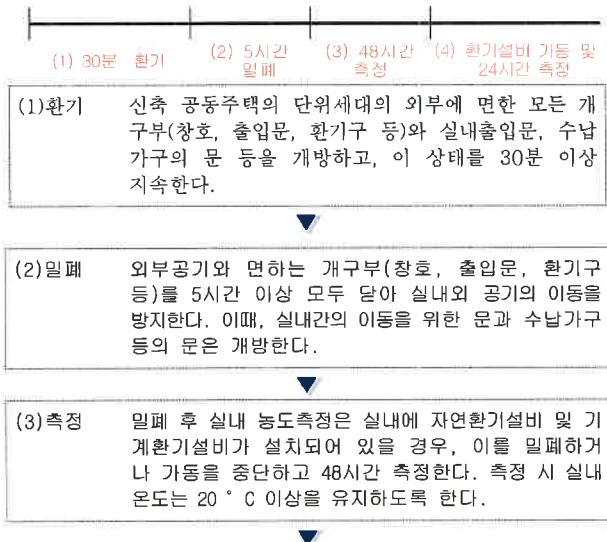 (1) 30분 환기
(2) 5시간
밀폐
(3) 48시간
측정
(4) 환기설비 가동 및
24시간 측정
(1)환기 신축 공동주택의 단위세대의 외부에 면한 모든 개
구부(창호, 출입문, 환기구 등)와 실내출입문, 수납
가구의 문 등을 개방하고, 이 상태를 30분 이상
지속한다.
(2)밀폐 외부공기와 면하는 개구부(창호, 출입문, 환기구
등)를 5시간 이상 모두 닫아 실내외 공기의 이동을
방지한다. 이때, 실내간의 이동을 위한 문과 수납가구
등의 문은 개방한다.
(3)측정 밀폐 후 실내 농도측정은 실내에 자연환기설비 및 기
계환기설비가 설치되어 있을 경우, 이를 밀폐하거
나 가동을 중단하고 48시간 측정한다. 측정 시 실내
온도는 20 ° C 이상을 유지하도록 한다.